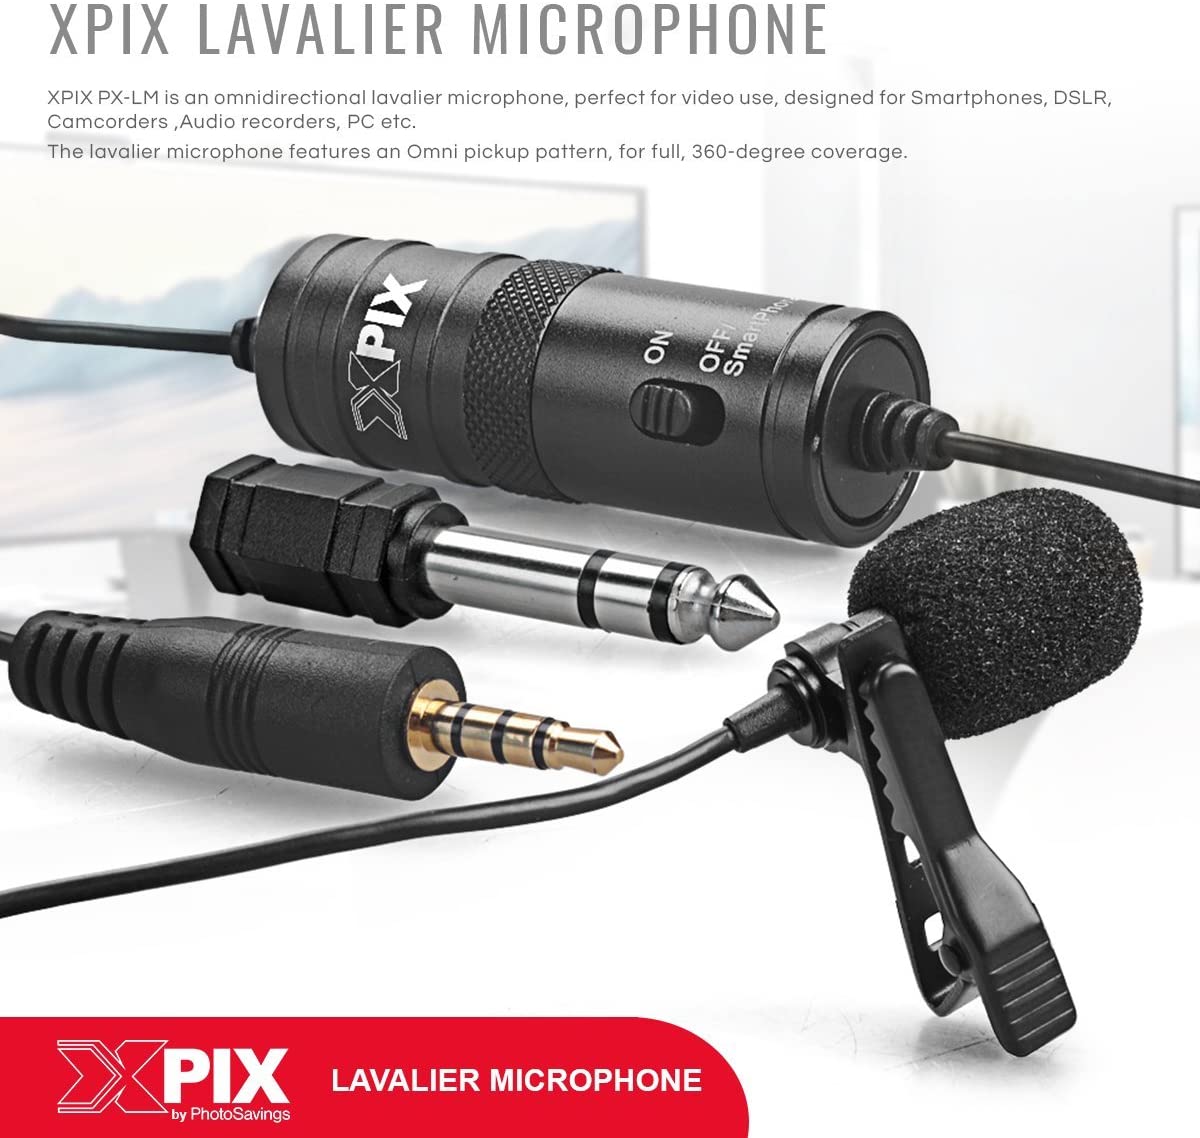 XPIX LAVALIER MICROPHONE
XPIX PX-LM is an omnidirectional lavalier microphone, perfect for video use, designed for Smartphones, DSLR,
Camcorders ,Audio recorders, PC etc.
The lavalier microphone features an Omni pickup pattern, for full, 360-degree coverage.
XPIX
ON
OFF/
SmartPhon
XPIX
by PhotoSavings
LAVALIER MICROPHONE